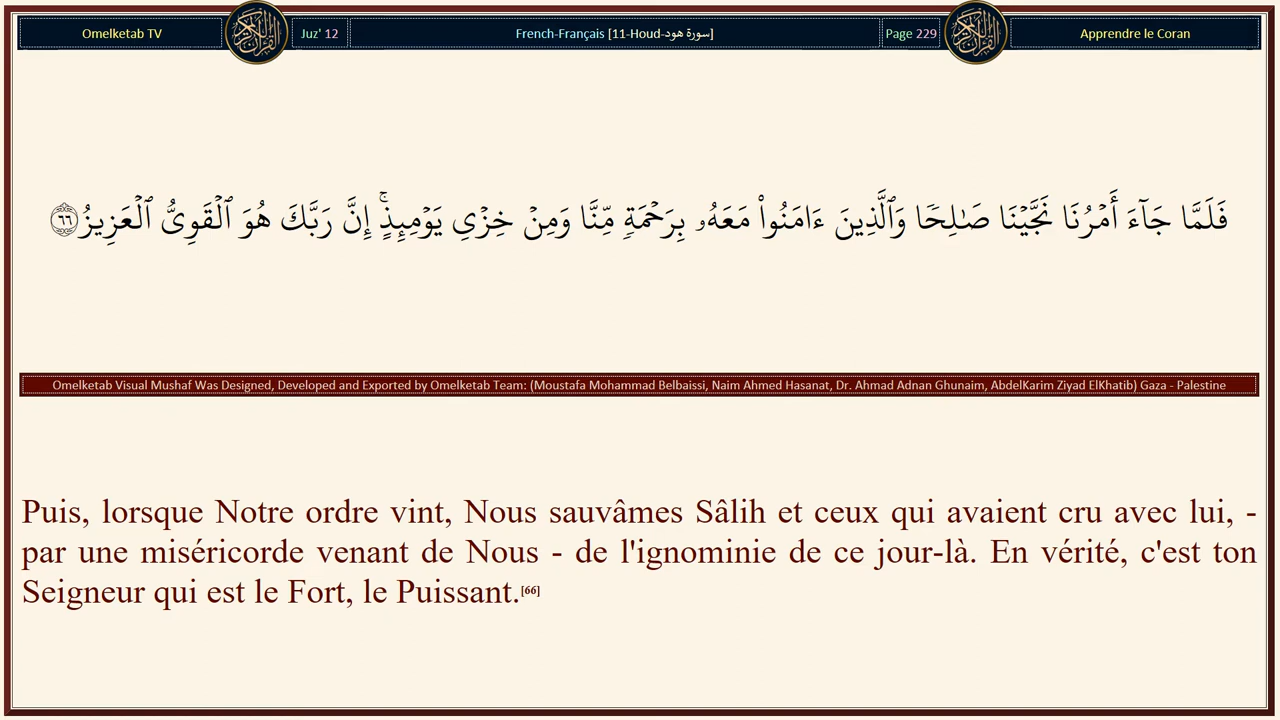 Omelketab TV
Juz' 12
French-Français [11-Houd-سورة هود]
Page 229
Apprendre le Coran
فَلَمَّا جَآءَ أَمْرُنَا نَجَّيْنَا صَٰلِحًا وَٱلَّذِينَ ءَامَنُوا۟ مَعَهُۥ بِرَحْمَةٍ مِّنَّا وَمِنْ خِزْىِ يَوْمِئِذٍ ۗ إِنَّ رَبَّكَ هُوَ ٱلْقَوِىُّ ٱلْعَزِيزُ ٦٦
Omelketab Visual Mushaf Was Designed, Developed and Exported by Omelketab Team: (Moustafa Mohammad Belbaissi, Naim Ahmed Hasanat, Dr. Ahmad Adnan Ghunaim, AbdelKarim Ziyad ElKhatib) Gaza - Palestine
Puis, lorsque Notre ordre vint, Nous sauvâmes Sâlih et ceux qui avaient cru avec lui, -
par une miséricorde venant de Nous - de l'ignominie de ce jour-là. En vérité, c'est ton
Seigneur qui est le Fort, le Puissant.[66]